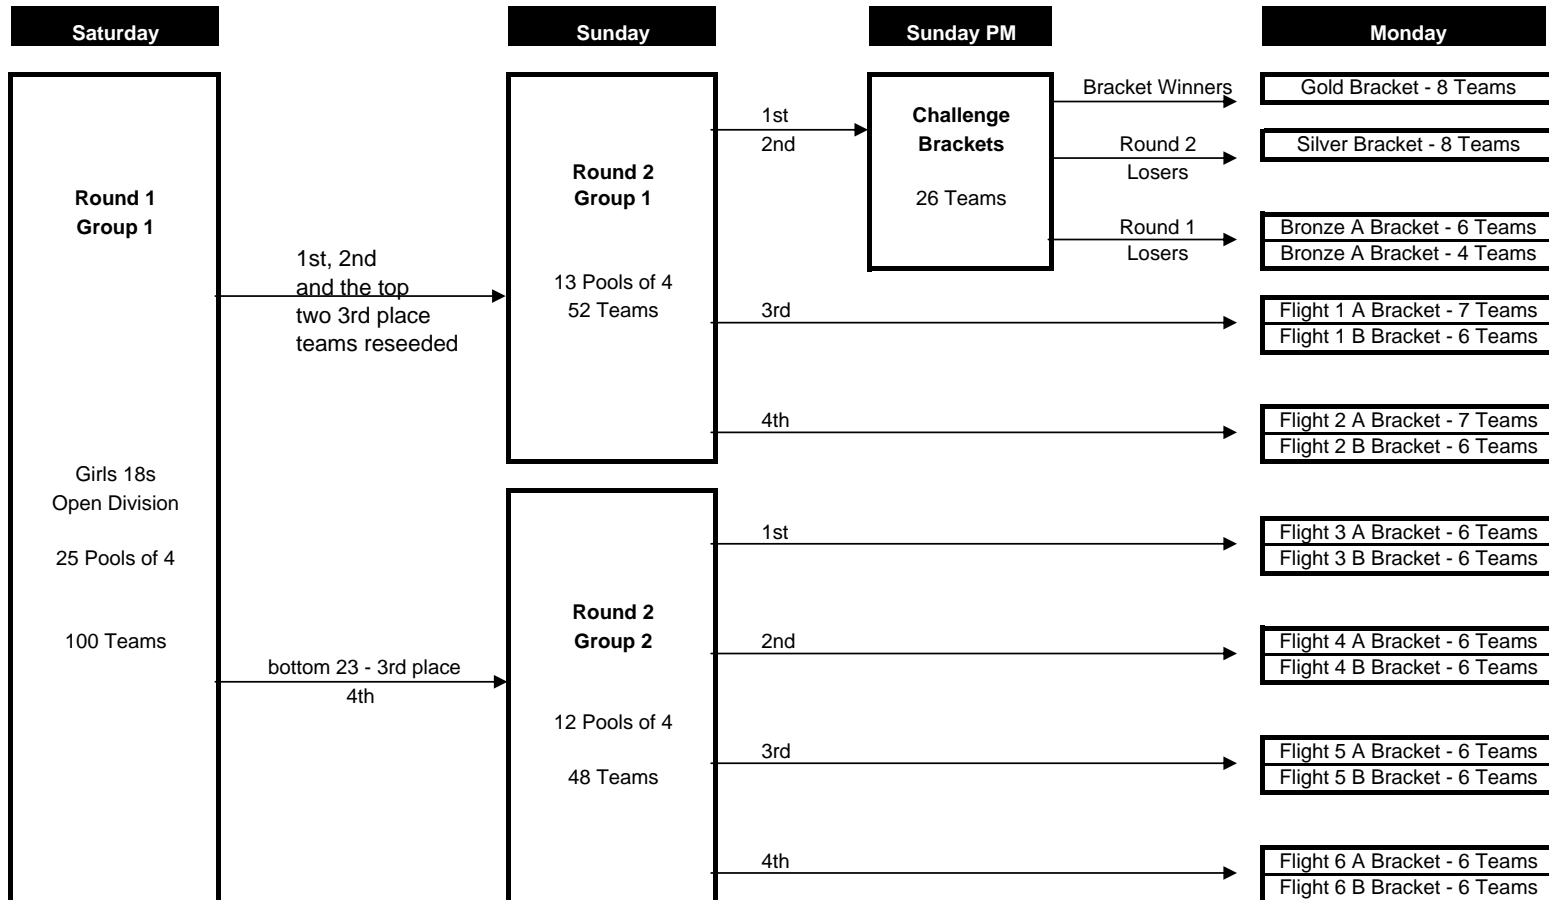 Saturday
Sunday
Sunday PM
Monday
Round 1
Group 1
Girls 18s
Open Division
25 Pools of 4
100 Teams
1st, 2nd
and the top
two 3rd place
teams reseeded
bottom 23 - 3rd place
4th
Round 2
Group 1
13 Pools of 4
52 Teams
Round 2
Group 2
12 Pools of 4
48 Teams
1st
2nd
3rd
4th
1st
2nd
3rd
4th
Challenge
Brackets
26 Teams
Bracket Winners
Round 2
Losers
Round 1
Losers
Gold Bracket - 8 Teams
Silver Bracket - 8 Teams
Bronze A Bracket - 6 Teams
Bronze A Bracket - 4 Teams
Flight 1 A Bracket - 7 Teams
Flight 1 B Bracket - 6 Teams
Flight 2 A Bracket - 7 Teams
Flight 2 B Bracket - 6 Teams
Flight 3 A Bracket - 6 Teams
Flight 3 B Bracket - 6 Teams
Flight 4 A Bracket - 6 Teams
Flight 4 B Bracket - 6 Teams
Flight 5 A Bracket - 6 Teams
Flight 5 B Bracket - 6 Teams
Flight 6 A Bracket - 6 Teams
Flight 6 B Bracket - 6 Teams